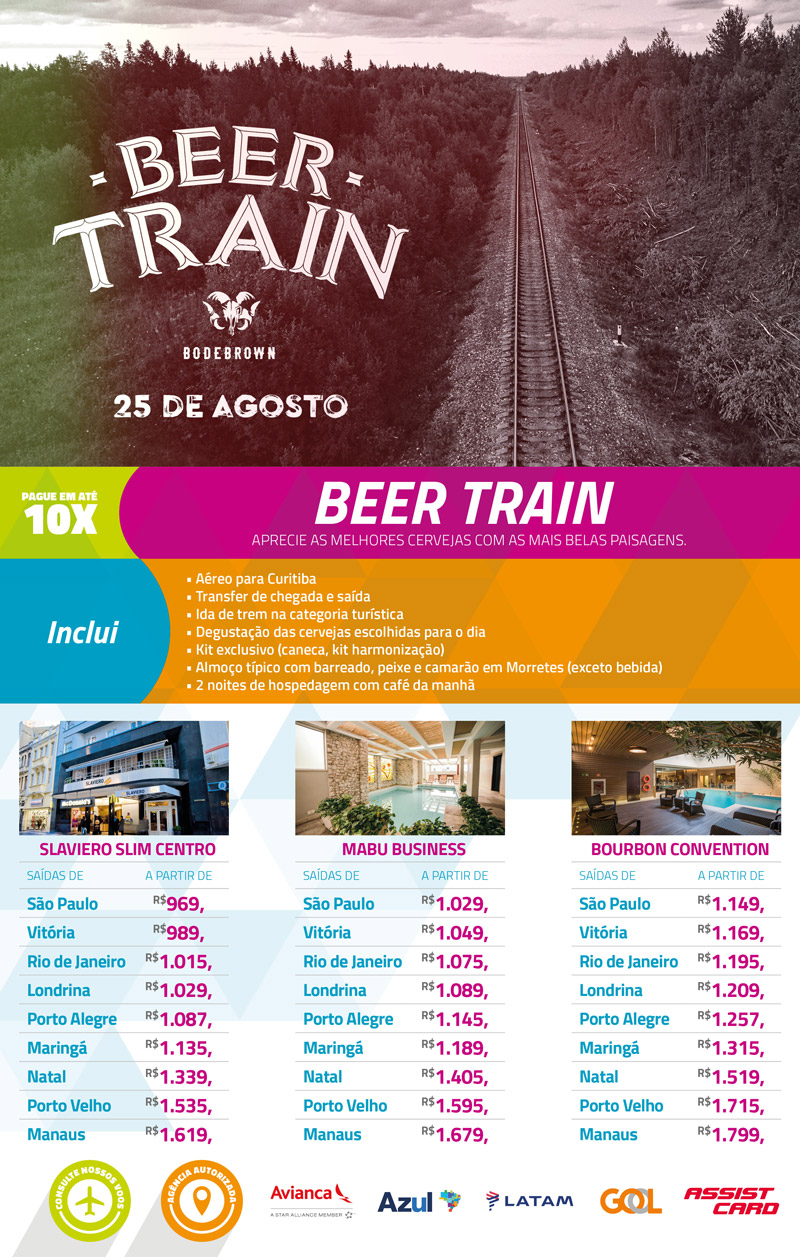 BEER
TRAIN
BODEBROWN
25 DE AGOSTO
PAGUE EM ATÉ
10X
BEER TRAIN
APRECIE AS MELHORES CERVEJAS COM AS MAIS BELAS PAISAGENS.
Inclui
• Aéreo para Curitiba
• Transfer de chegada e saída
• Ida de trem na categoria turística
• Degustação das cervejas escolhidas para o dia
• Kit exclusivo (caneca, kit harmonização)
• Almoço típico com barreado, peixe e camarão em Morretes (exceto bebida)
• 2 noites de hospedagem com café da manhã
SLAVIERO
McDonald's
SLAVIERO
SLAVIERO SLIM CENTRO
SAÍDAS DE A PARTIR DE
São Paulo R$969,
Vitória R$989,
Rio de Janeiro R$1.015,
Londrina R$1.029,
Porto Alegre R$1.087,
Maringá R$1.135,
Natal R$1.339,
Porto Velho R$1.535,
Manaus R$1.619,
MABU BUSINESS
SAÍDAS DE A PARTIR DE
São Paulo R$1.029,
Vitória R$1.049,
Rio de Janeiro R$1.075,
Londrina R$1.089,
Porto Alegre R$1.145,
Maringá R$1.189,
Natal R$1.405,
Porto Velho R$1.595,
Manaus R$1.679,
BOURBON CONVENTION
SAÍDAS DE A PARTIR DE
São Paulo R$1.149,
Vitória R$1.169,
Rio de Janeiro R$1.195,
Londrina R$1.209,
Porto Alegre R$1.257,
Maringá R$1.315,
Natal R$1.519,
Porto Velho R$1.715,
Manaus R$1.799,
CONSULTE NOSSOS VOOS
AGÊNCIA AUTORIZADA
Avianca
A STAR ALLIANCE MEMBER
Azul
LATAM
GOL
ASSIST
CARD